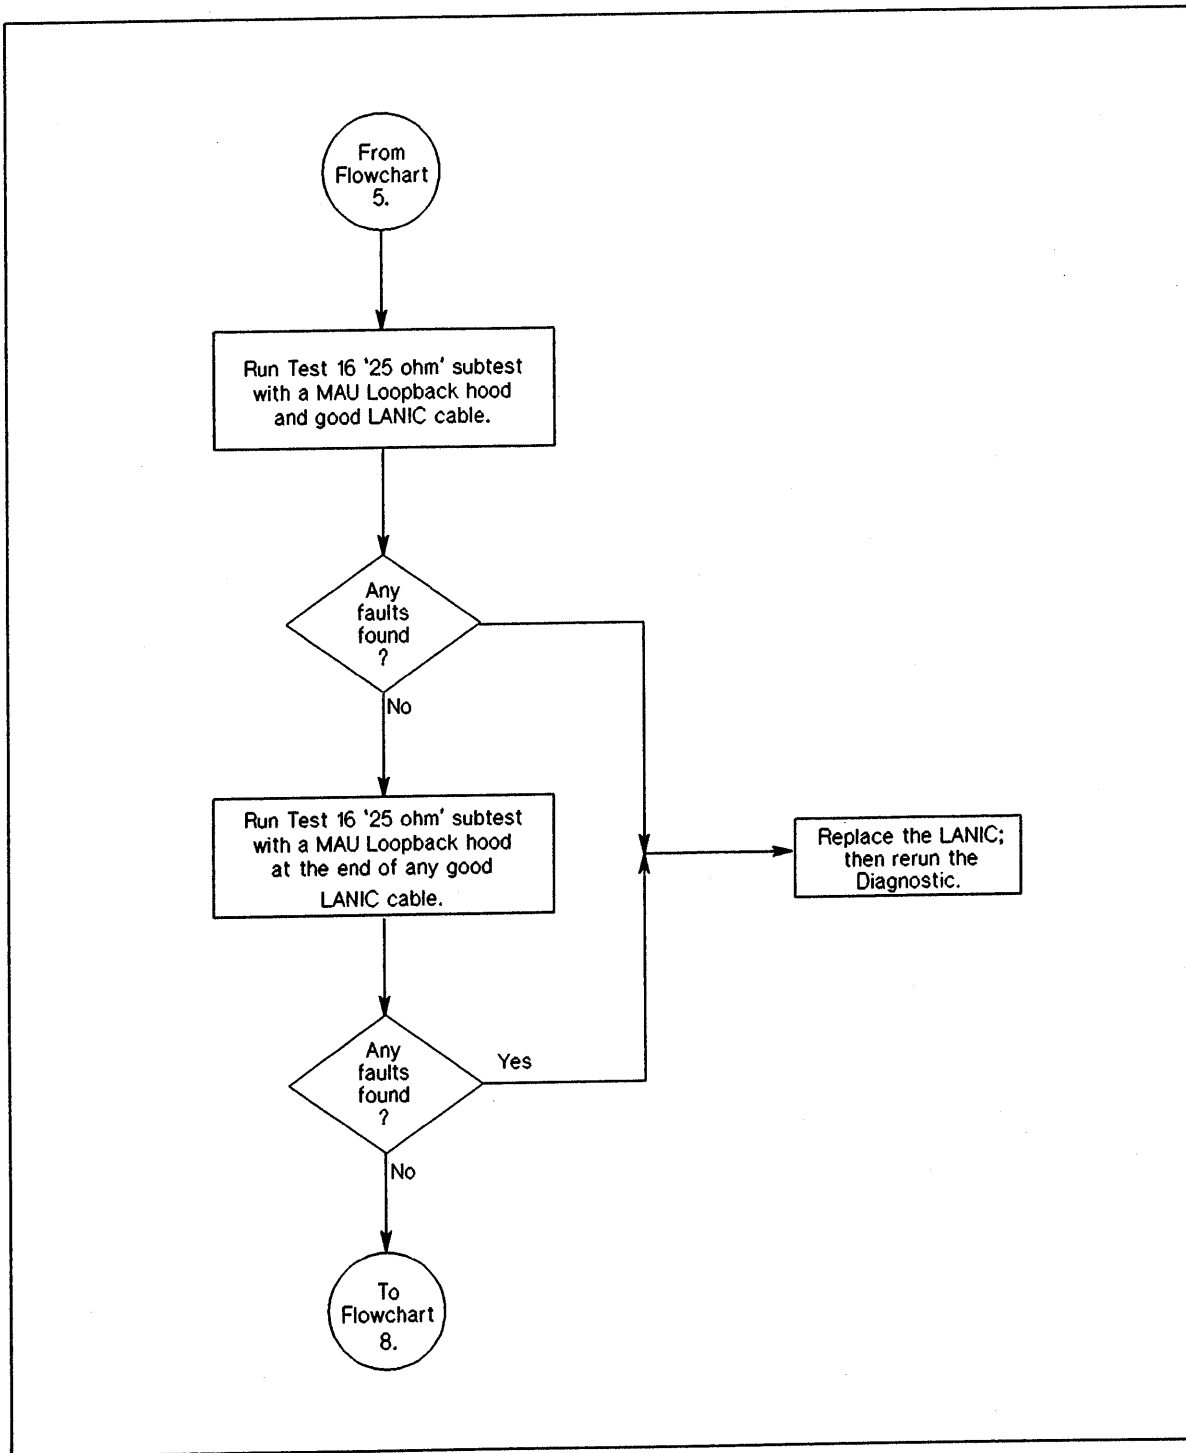 From
Flowchart
5.
Run Test 16 '25 ohm' subtest
with a MAU Loopback hood
and good LANIC cable.
Any
faults
found
?
No
Run Test 16 '25 ohm' subtest
with a MAU Loopback hood
at the end of any good
LANIC cable.
Replace the LANIC;
then rerun the
Diagnostic.
Any
faults
found
?
Yes
No
To
Flowchart
8.